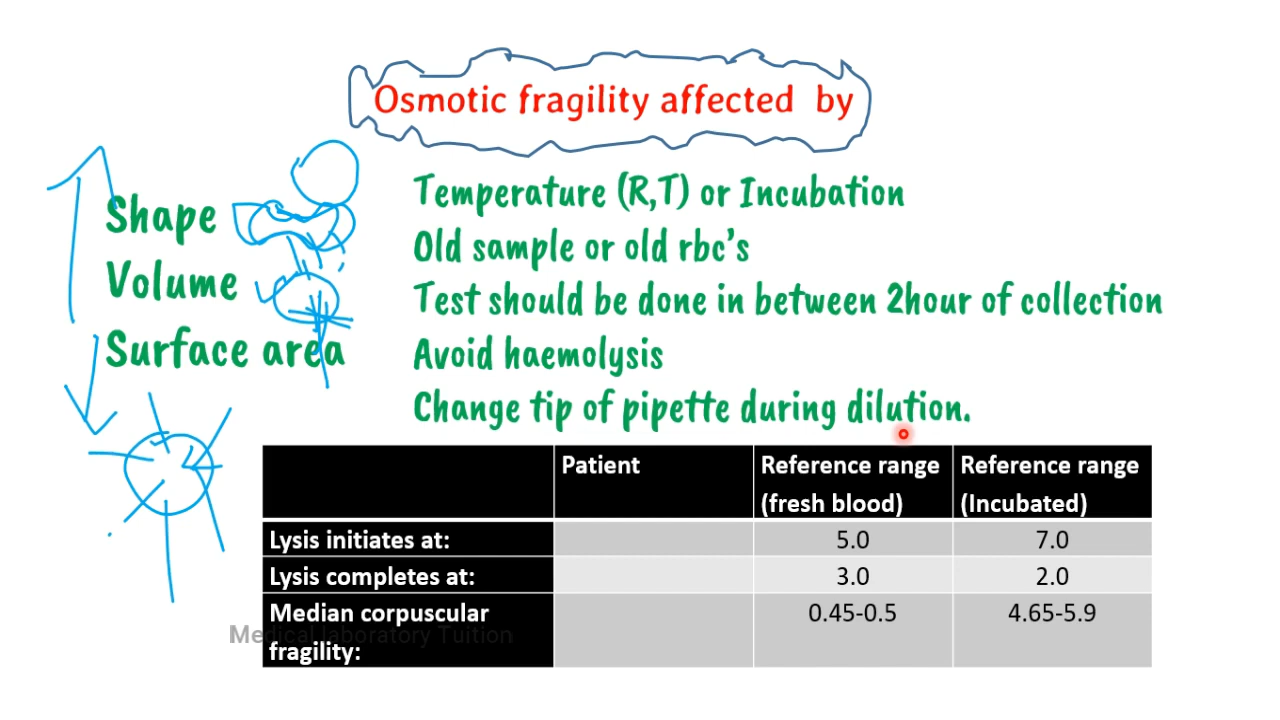 Osmotic fragility affected by
Shape
Volume
Surface area
Temperature (R,T) or Incubation
Old sample or old rbc's
Test should be done in between 2hour of collection
Avoid haemolysis
Change tip of pipette during dilution.
Patient Reference range (fresh blood) Reference range (Incubated)
Lysis initiates at: 5.0 7.0
Lysis completes at: 3.0 2.0
Median corpuscular fragility: 0.45-0.5 4.65-5.9
Medical laboratory Tuition